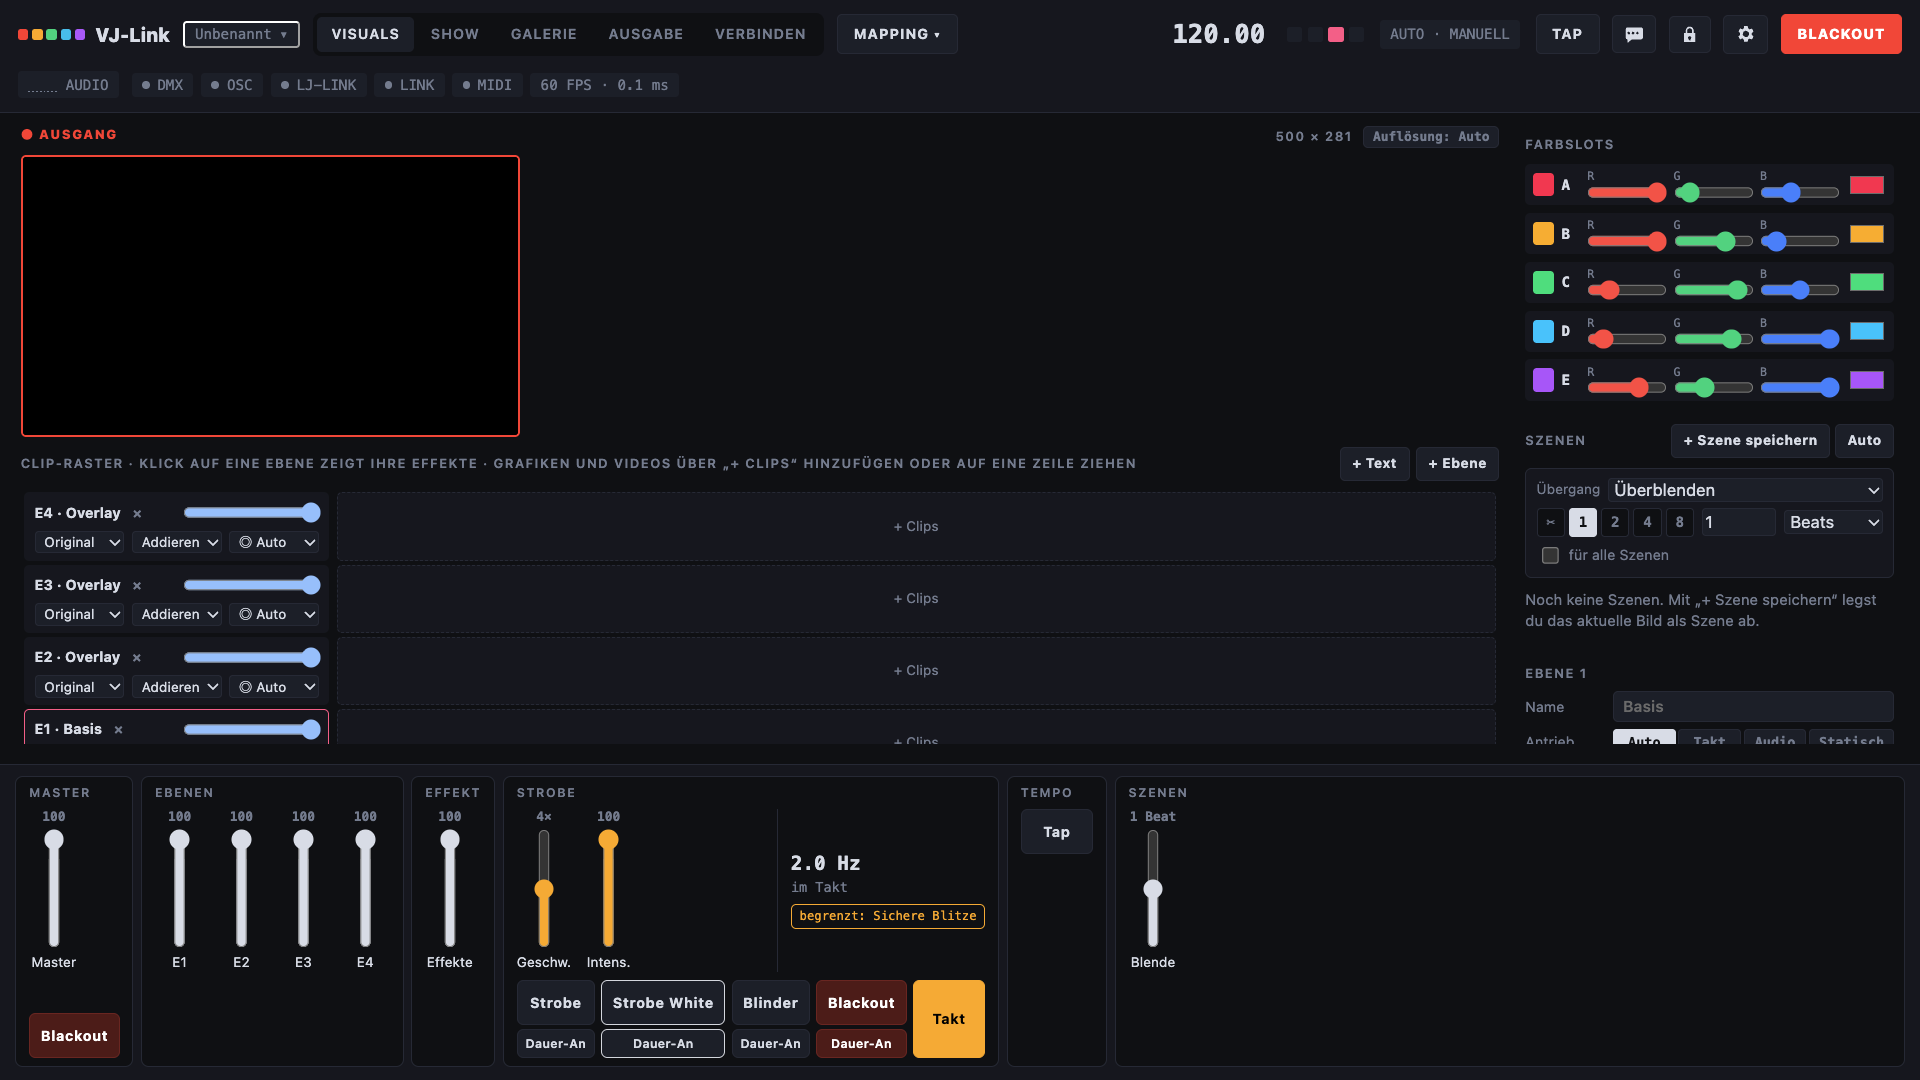 VJ-Link
Unbenannt ▾
VISUALS
SHOW
GALERIE
AUSGABE
VERBINDEN
MAPPING ▾
120.00
AUTO · MANUELL
TAP
BLACKOUT
AUDIO
DMX
OSC
LJ-LINK
LINK
MIDI
60 FPS · 0.1 ms
AUSGANG
500 × 281
Auflösung: Auto
CLIP-RASTER · KLICK AUF EINE EBENE ZEIGT IHRE EFFEKTE · GRAFIKEN UND VIDEOS ÜBER „+ CLIPS“ HINZUFÜGEN ODER AUF EINE ZEILE ZIEHEN
+ Text
+ Ebene
E4 · Overlay ×
Original
Addieren
◎ Auto
+ Clips
E3 · Overlay ×
Original
Addieren
◎ Auto
+ Clips
E2 · Overlay ×
Original
Addieren
◎ Auto
+ Clips
E1 · Basis ×
+ Clips
FARBSLOTS
A
R
G
B
B
R
G
B
C
R
G
B
D
R
G
B
E
R
G
B
SZENEN
+ Szene speichern
Auto
Übergang
Überblenden
✂
1
2
4
8
1
Beats
für alle Szenen
Noch keine Szenen. Mit „+ Szene speichern“ legst
du das aktuelle Bild als Szene ab.
EBENE 1
Name
Basis
Antrieb
Auto
Takt
Audio
Statisch
MASTER
100
Master
Blackout
EBENEN
100
100
100
100
E1
E2
E3
E4
EFFEKT
100
Effekte
STROBE
4×
100
Geschw.
Intens.
2.0 Hz
im Takt
begrenzt: Sichere Blitze
Strobe
Strobe White
Blinder
Blackout
Takt
Dauer-An
Dauer-An
Dauer-An
Dauer-An
TEMPO
Tap
SZENEN
1 Beat
Blende